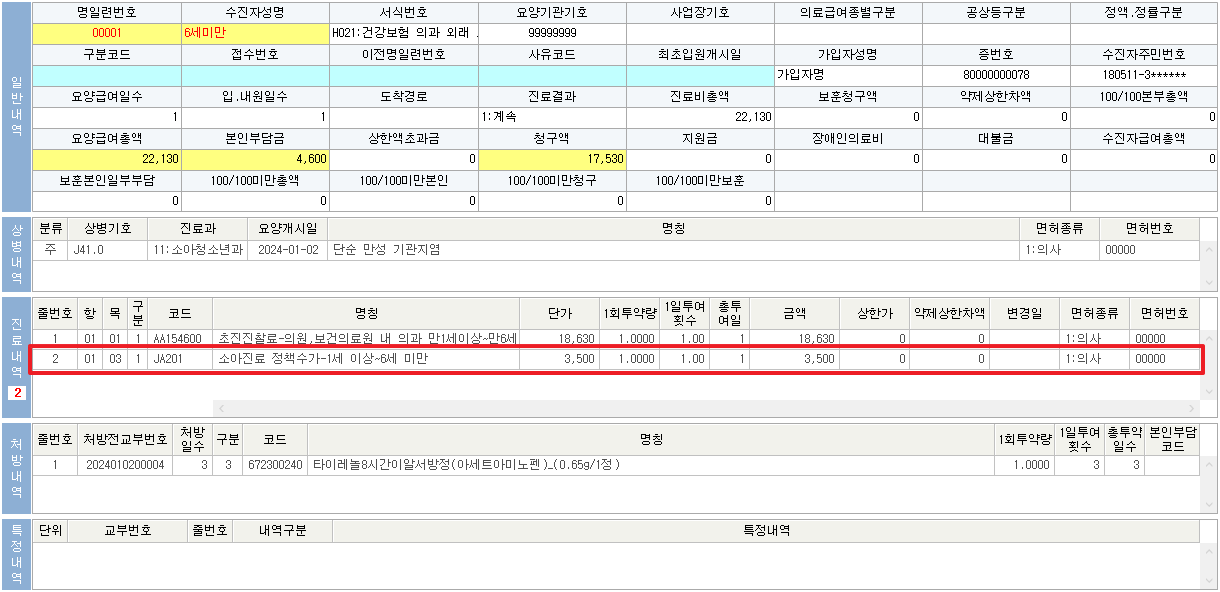 일반내역
명일련번호 수진자성명 서식번호 요양기관기호 사업장기호 의료급여종별구분 공상등구분 정액.정률구분
00001 6세미만 H021:건강보험 의과 외래 . 99999999
구분코드 접수번호 이전명일련번호 사유코드 최초입원개시일 가입자성명 증번호 수진자주민번호
가입자명 80000000078 180511-3******
요양급여일수 입.내원일수 도착경로 진료결과 진료비총액 보훈청구액 약제상한차액 100/100본부총액
1 1 1:계속 22,130 0 0 0
요양급여총액 본인부담금 상한액초과금 청구액 지원금 장애인의료비 대불금 수진자급여총액
22,130 4,600 0 17,530 0 0 0 0
보훈본인일부부담 100/100미만총액 100/100미만본인 100/100미만청구 100/100미만보훈
0 0 0 0 0
상병내역
분류 상병기호 진료과 요양개시일 명칭 면허종류 면허번호
주 J41.0 11:소아청소년과 2024-01-02 단순 만성 기관지염 1:의사 00000
진료내역
2
줄번호 항 목 구분 코드 명칭 단가 1회투약량 1일투여횟수 총투여일 금액 상한가 약제상한차액 변경일 면허종류 면허번호
1 01 01 1 AA154600 초진진찰료-의원,보건의료원 내 의과 만1세이상~만6세 18,630 1.0000 1.00 1 18,630 0 0 1:의사 00000
2 01 03 1 JA201 소아진료 정책수가-1세 이상~6세 미만 3,500 1.0000 1.00 1 3,500 0 0 1:의사 00000
처방내역
줄번호 처방전교부번호 처방일수 구분 코드 명칭 1회투약량 1일투여횟수 총투약일수 본인부담코드
1 2024010200004 3 3 672300240 타이레놀8시간이알서방정(아세트아미노펜)_(0.65g/1정) 1.0000 3 3
특정내역
단위 교부번호 줄번호 내역구분 특정내역